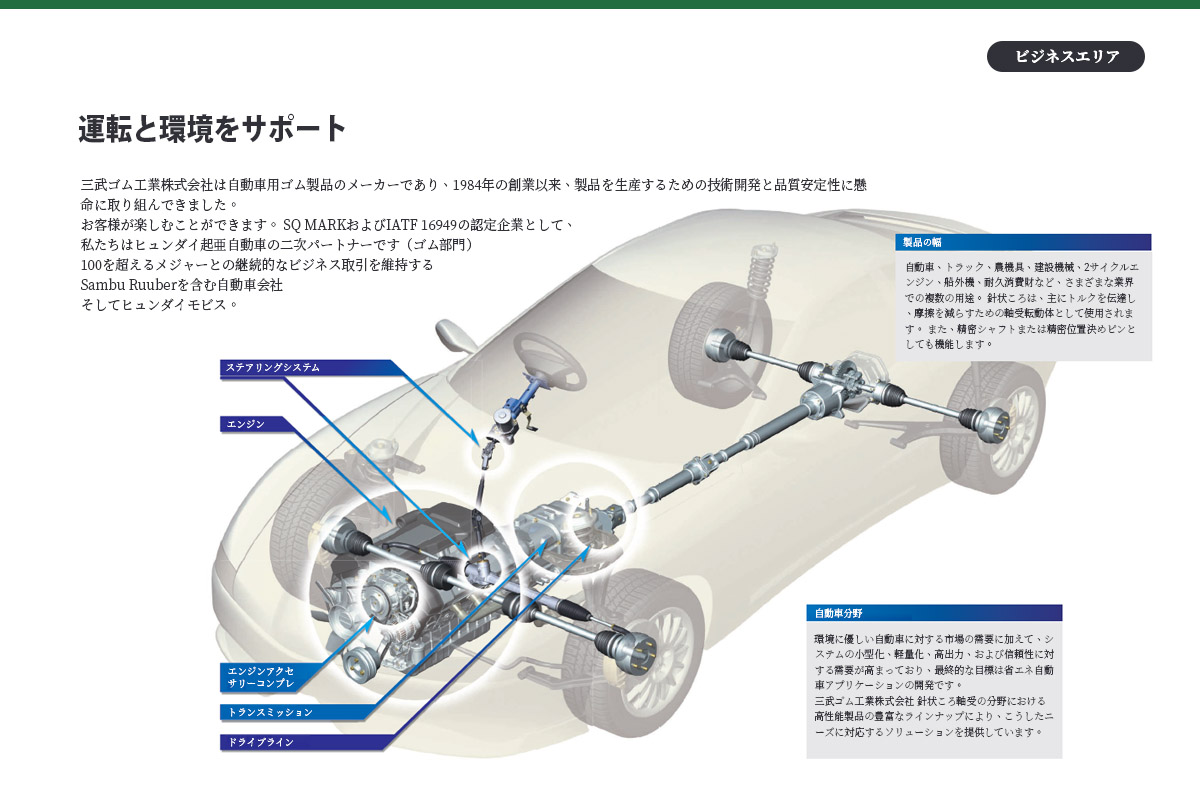 ビジネスエリア
運転と環境をサポート
三武ゴム工業株式会社は自動車用ゴム製品のメーカーであり、1984年の創業以来、製品を生産するための技術開発と品質安定性に懸
命に取り組んできました。
お客様が楽しむことができます。 SQ MARKおよびIATF 16949の認定企業として、
私たちはヒュンダイ起亜自動車の二次パートナーです（ゴム部門）
100を超えるメジャーとの継続的なビジネス取引を維持する
Sambu Ruuberを含む自動車会社
そしてヒュンダイモビス。
製品の幅
自動車、トラック、農機具、建設機械、2サイクルエ
ンジン、船外機、耐久消費財など、さまざまな業界
での複数の用途。 針状ころは、主にトルクを伝達し
、摩擦を減らすための軸受転動体として使用されま
す。 また、精密シャフトまたは精密位置決めピンと
しても機能します。
ステアリングシステム
エンジン
エンジンアクセ
サリーコンプレ
トランスミッション
ドライブライン
自動車分野
環境に優しい自動車に対する市場の需要に加えて、シ
ステムの小型化、軽量化、高出力、および信頼性に対
する需要が高まっており、最終的な目標は省エネ自動
車アプリケーションの開発です。
三武ゴム工業株式会社 針状ころ軸受の分野における
高性能製品の豊富なラインナップにより、こうしたニ
ーズに対応するソリューションを提供しています。